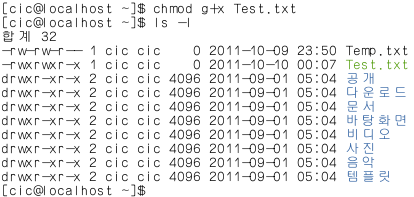 [cic@localhost ~]$ chmod g+x Test.txt
[cic@localhost ~]$ ls -l
합계 32
-rw-rw-r-- 1 cic cic    0 2011-10-09 23:50 Temp.txt
-rwxrwxr-x 1 cic cic    0 2011-10-10 00:07 Test.txt
drwxr-xr-x 2 cic cic 4096 2011-09-01 05:04 공개
drwxr-xr-x 2 cic cic 4096 2011-09-01 05:04 다운로드
drwxr-xr-x 2 cic cic 4096 2011-09-01 05:04 문서
drwxr-xr-x 2 cic cic 4096 2011-09-01 05:04 바탕화면
drwxr-xr-x 2 cic cic 4096 2011-09-01 05:04 비디오
drwxr-xr-x 2 cic cic 4096 2011-09-01 05:04 사진
drwxr-xr-x 2 cic cic 4096 2011-09-01 05:04 음악
drwxr-xr-x 2 cic cic 4096 2011-09-01 05:04 템플릿
[cic@localhost ~]$